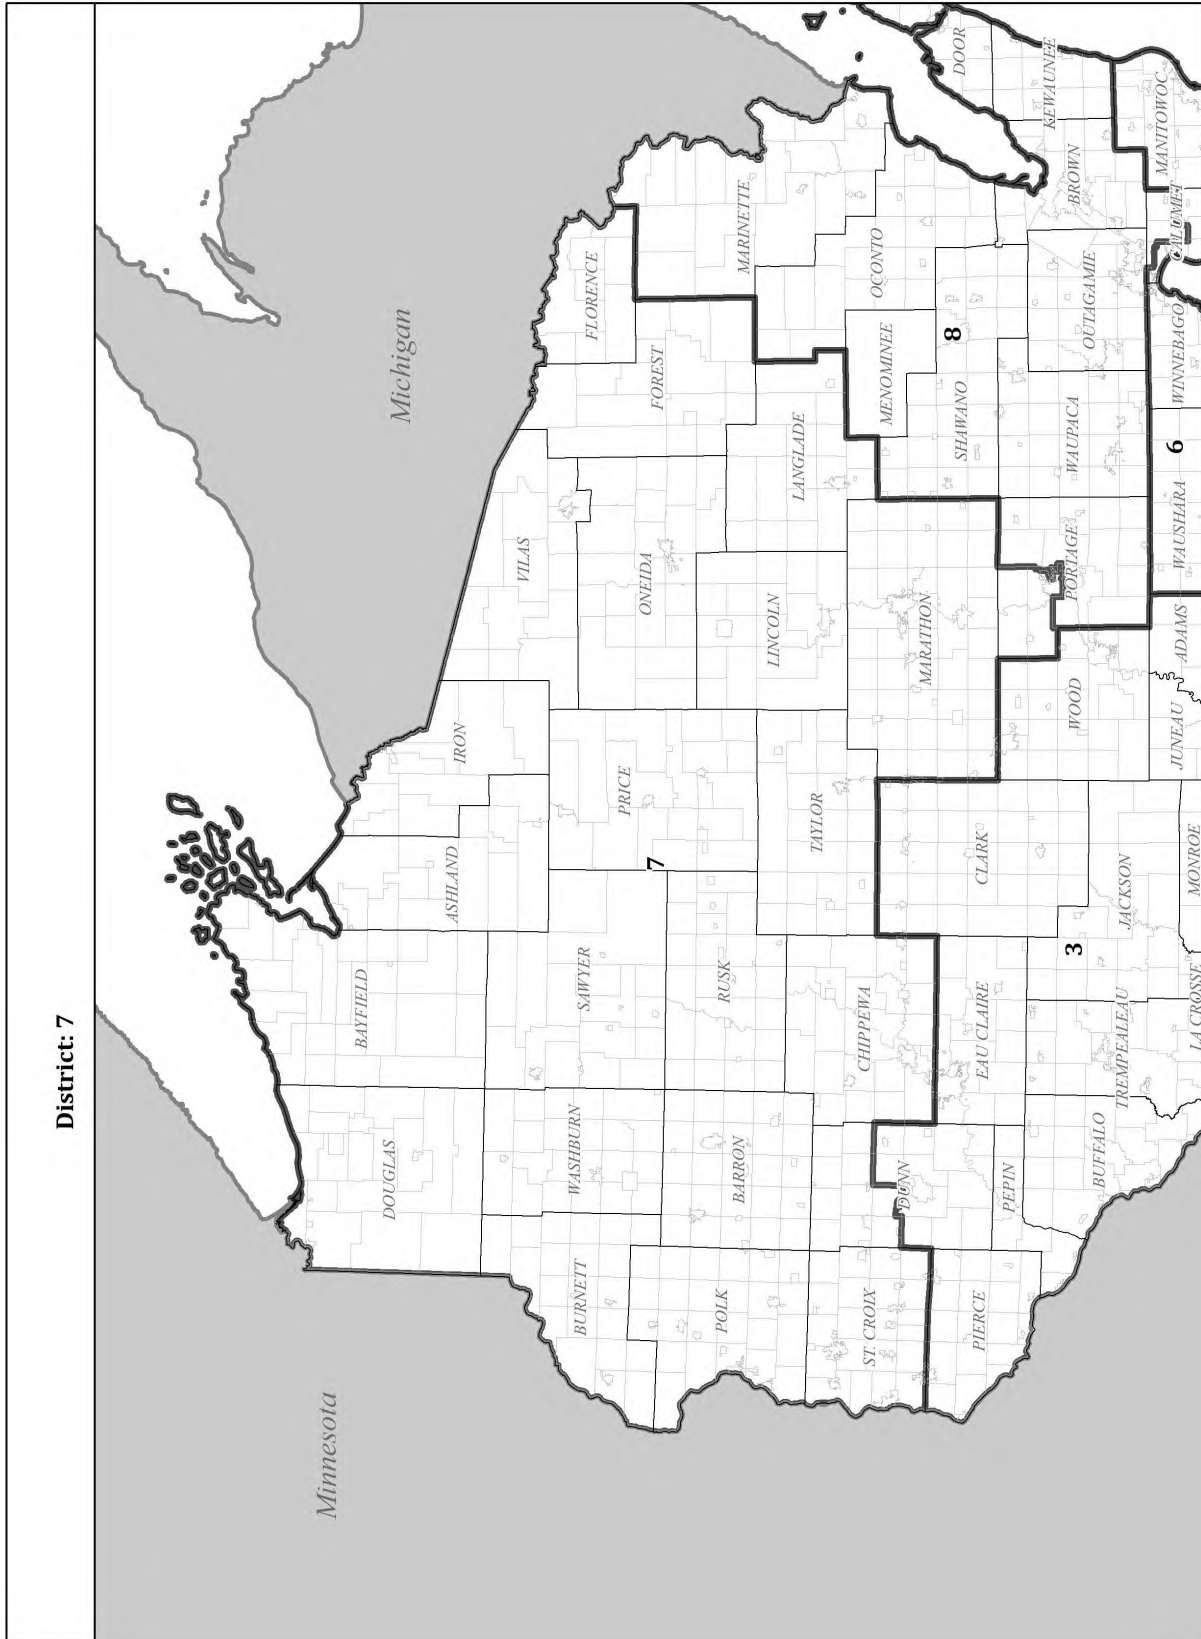 District: 7
Minnesota
Michigan
DOUGLAS
BAYFIELD
ASHLAND
IRON
VILAS
FLORENCE
BURNETT
WASHBURN
SAWYER
PRICE
ONEIDA
FOREST
MARINETTE
7
POLK
BARRON
RUSK
TAYLOR
LINCOLN
LANGLADE
ST. CROIX
DUNN
CHIPPEWA
MARATHON
MENOMINEE
OCONTO
DOOR
PIERCE
PEPIN
EAU CLAIRE
CLARK
SHAWANO
8
BUFFALO
TREMPEALEAU
3
JACKSON
WOOD
PORTAGE
WAUPACA
OUTAGAMIE
BROWN
KEWAUNEE
LA CROSSE
MONROE
JUNEAU
ADAMS
WAUSHARA
6
WINNEBAGO
CALUMET
MANITOWOC